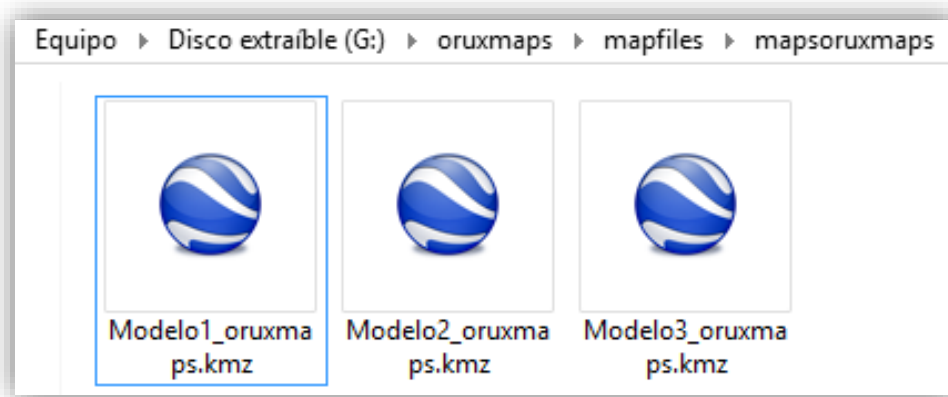 Equipo ▸ Disco extraíble (G:) ▸ oruxmaps ▸ mapfiles ▸ mapsoruxmaps
Modelo1_oruxma
ps.kmz
Modelo2_oruxma
ps.kmz
Modelo3_oruxma
ps.kmz